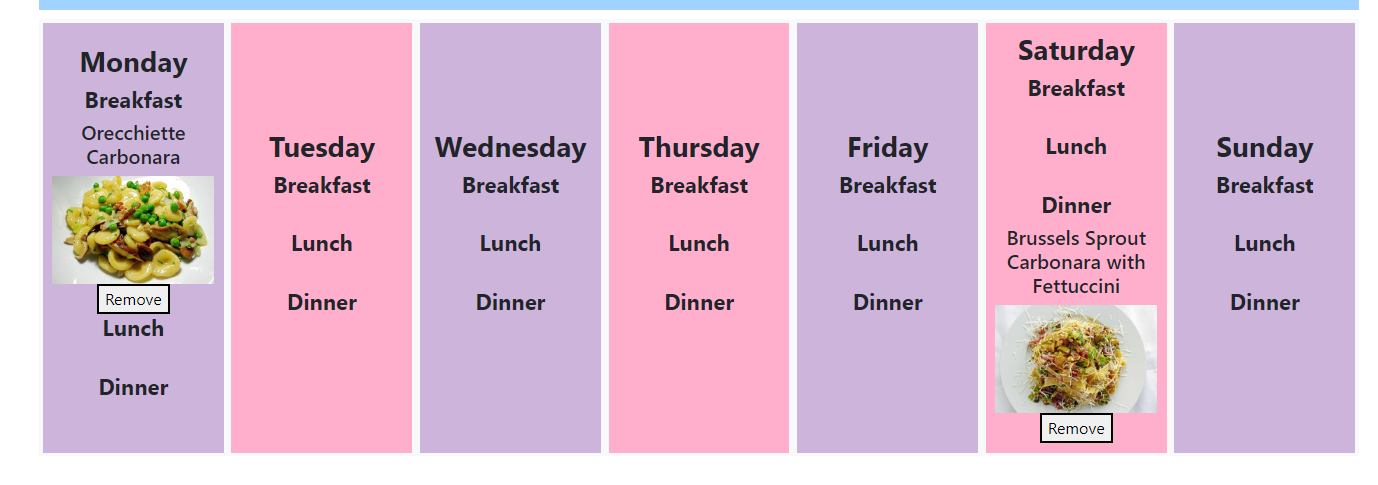 Monday
Breakfast
Orecchiette
Carbonara
Remove
Lunch
Dinner
Tuesday
Breakfast
Lunch
Dinner
Wednesday
Breakfast
Lunch
Dinner
Thursday
Breakfast
Lunch
Dinner
Friday
Breakfast
Lunch
Dinner
Saturday
Breakfast
Lunch
Dinner
Brussels Sprout
Carbonara with
Fettuccini
Remove
Sunday
Breakfast
Lunch
Dinner